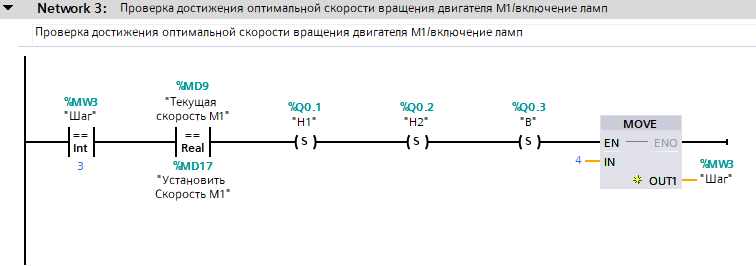 Network 3: Проверка достижения оптимальной скорости вращения двигателя М1/включение ламп
Проверка достижения оптимальной скорости вращения двигателя М1/включение ламп
%MD9
%MW3 "Текущая %Q0.1 %Q0.2 %Q0.3
"Шаг" скорость М1" "H1" "H2" "B"
MOVE
== == S S S EN ENO
Int Real
3 %MD17 4 IN %MW3
"Установить OUT1 "Шаг"
Скорость М1"